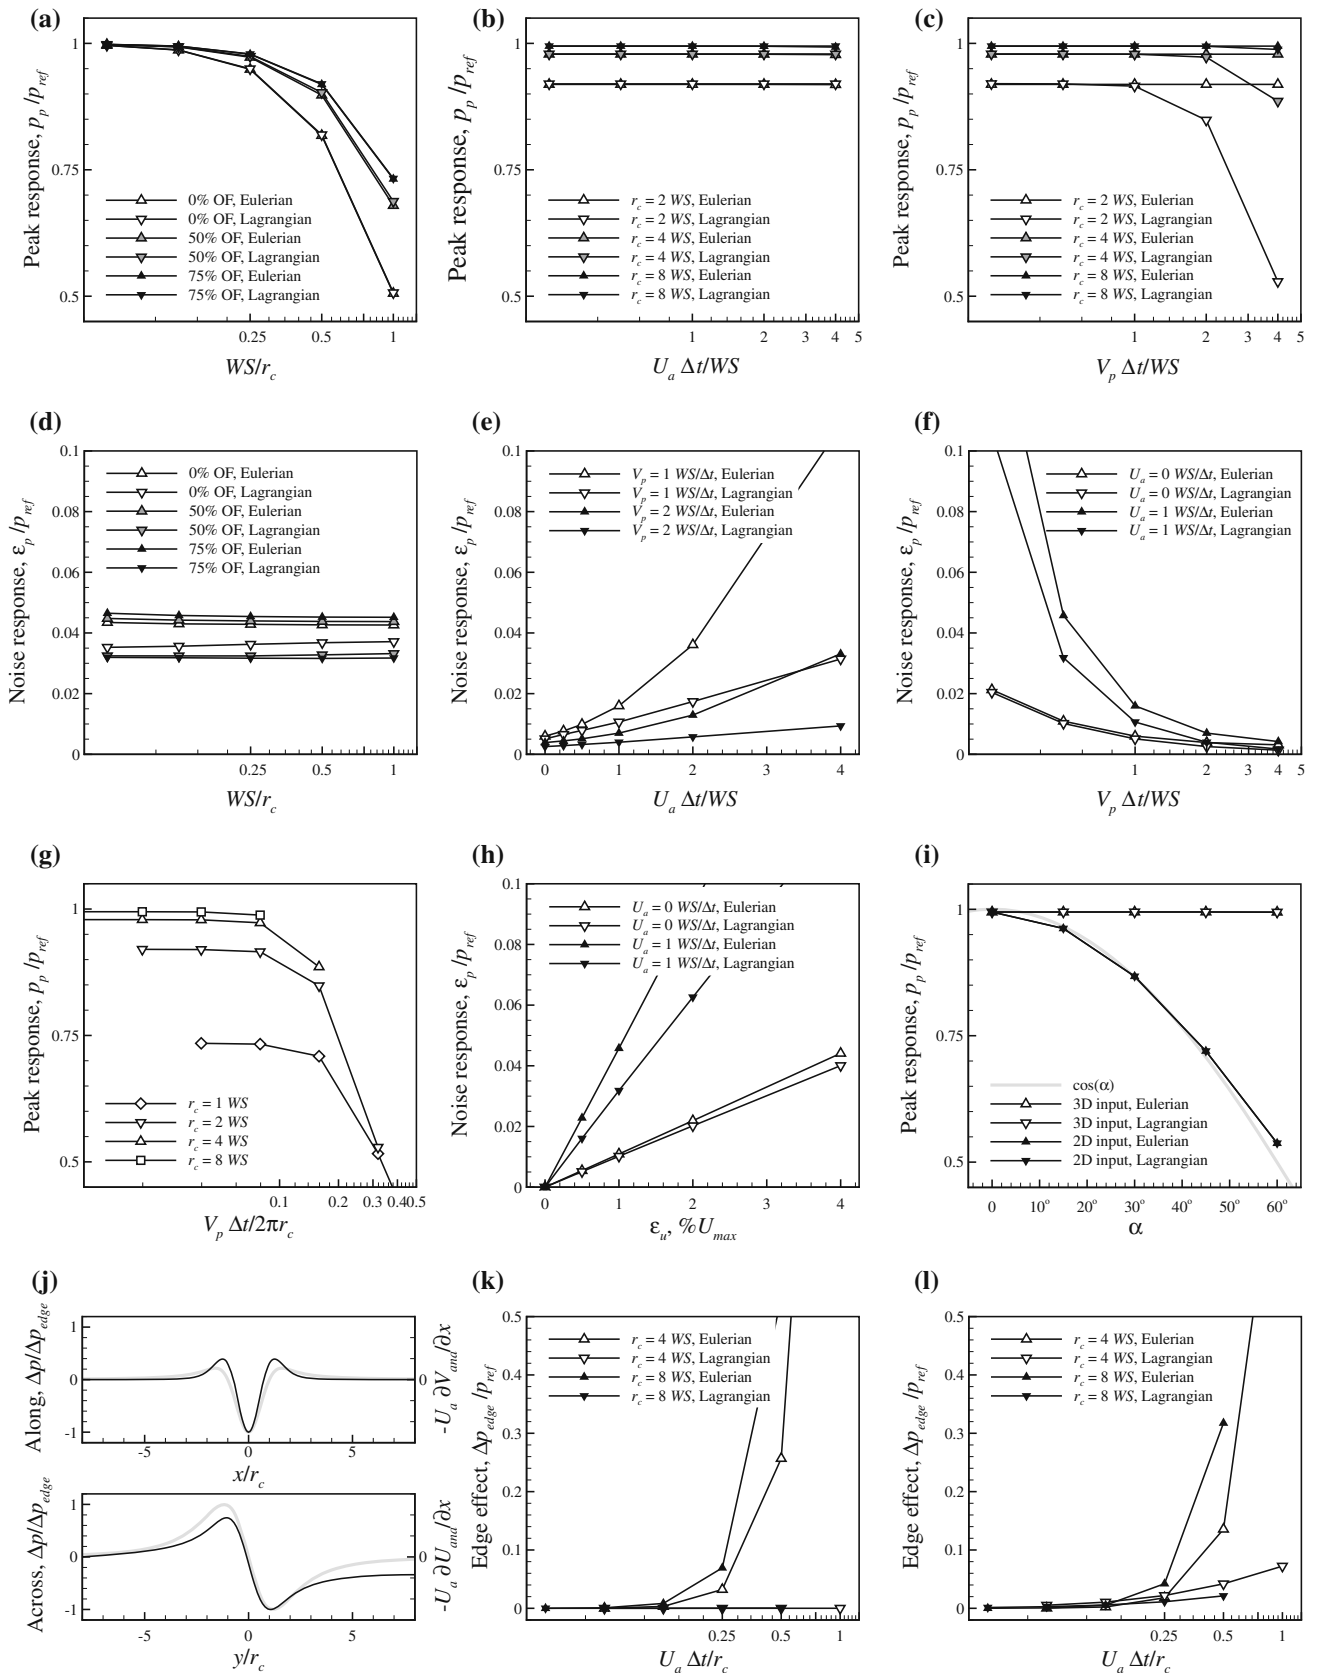 (a)
Peak response, p_p/p_ref
1
0.75
0.5
0% OF, Eulerian
0% OF, Lagrangian
50% OF, Eulerian
50% OF, Lagrangian
75% OF, Eulerian
75% OF, Lagrangian
0.25 0.5 1
WS/r_c
(b)
Peak response, p_p/p_ref
1
0.75
0.5
r_c = 2 WS, Eulerian
r_c = 2 WS, Lagrangian
r_c = 4 WS, Eulerian
r_c = 4 WS, Lagrangian
r_c = 8 WS, Eulerian
r_c = 8 WS, Lagrangian
1 2 3 4 5
U_a Δt/WS
(c)
Peak response, p_p/p_ref
1
0.75
0.5
r_c = 2 WS, Eulerian
r_c = 2 WS, Lagrangian
r_c = 4 WS, Eulerian
r_c = 4 WS, Lagrangian
r_c = 8 WS, Eulerian
r_c = 8 WS, Lagrangian
1 2 3 4 5
V_p Δt/WS
(d)
Noise response, ε_p/p_ref
0.1
0.08
0.06
0.04
0.02
0
0% OF, Eulerian
0% OF, Lagrangian
50% OF, Eulerian
50% OF, Lagrangian
75% OF, Eulerian
75% OF, Lagrangian
0.25 0.5 1
WS/r_c
(e)
Noise response, ε_p/p_ref
0.1
0.08
0.06
0.04
0.02
0
V_p = 1 WS/Δt, Eulerian
V_p = 1 WS/Δt, Lagrangian
V_p = 2 WS/Δt, Eulerian
V_p = 2 WS/Δt, Lagrangian
0 1 2 3 4
U_a Δt/WS
(f)
Noise response, ε_p/p_ref
0.1
0.08
0.06
0.04
0.02
0
U_a = 0 WS/Δt, Eulerian
U_a = 0 WS/Δt, Lagrangian
U_a = 1 WS/Δt, Eulerian
U_a = 1 WS/Δt, Lagrangian
1 2 3 4 5
V_p Δt/WS
(g)
Peak response, p_p/p_ref
1
0.75
0.5
r_c = 1 WS
r_c = 2 WS
r_c = 4 WS
r_c = 8 WS
0.1 0.2 0.3 0.4 0.5
V_p Δt/2πr_c
(h)
Noise response, ε_p/p_ref
0.1
0.08
0.06
0.04
0.02
0
U_a = 0 WS/Δt, Eulerian
U_a = 0 WS/Δt, Lagrangian
U_a = 1 WS/Δt, Eulerian
U_a = 1 WS/Δt, Lagrangian
0 1 2 3 4
ε_u, %U_max
(i)
Peak response, p_p/p_ref
1
0.75
0.5
cos(α)
3D input, Eulerian
3D input, Lagrangian
2D input, Eulerian
2D input, Lagrangian
0 10° 20° 30° 40° 50° 60°
α
(j)
Along, Δp/Δp_edge
1
0
-1
0
-U_a ∂V_and/∂x
-5 0 5
x/r_c
Across, Δp/Δp_edge
1
0
-1
0
-U_a ∂U_and/∂x
-5 0 5
y/r_c
(k)
Edge effect, Δp_edge/p_ref
0.5
0.4
0.3
0.2
0.1
0
r_c = 4 WS, Eulerian
r_c = 4 WS, Lagrangian
r_c = 8 WS, Eulerian
r_c = 8 WS, Lagrangian
0.25 0.5 1
U_a Δt/r_c
(l)
Edge effect, Δp_edge/p_ref
0.5
0.4
0.3
0.2
0.1
0
r_c = 4 WS, Eulerian
r_c = 4 WS, Lagrangian
r_c = 8 WS, Eulerian
r_c = 8 WS, Lagrangian
0.25 0.5 1
U_a Δt/r_c